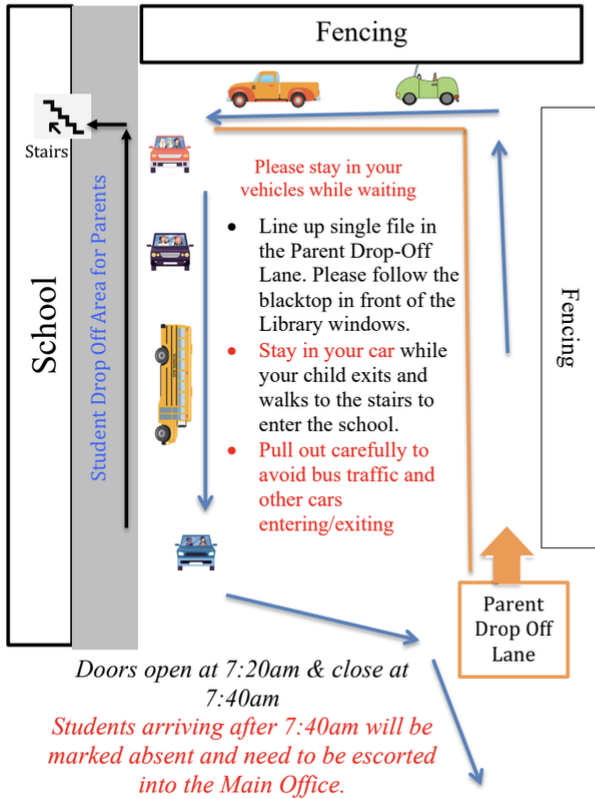 Fencing
Stairs
School
Student Drop Off Area for Parents
Please stay in your
vehicles while waiting
• Line up single file in
the Parent Drop-Off
Lane. Please follow the
blacktop in front of the
Library windows.
• Stay in your car while
your child exits and
walks to the stairs to
enter the school.
• Pull out carefully to
avoid bus traffic and
other cars
entering/exiting
Fencing
Parent
Drop Off
Lane
Doors open at 7:20am & close at
7:40am
Students arriving after 7:40am will be
marked absent and need to be escorted
into the Main Office.